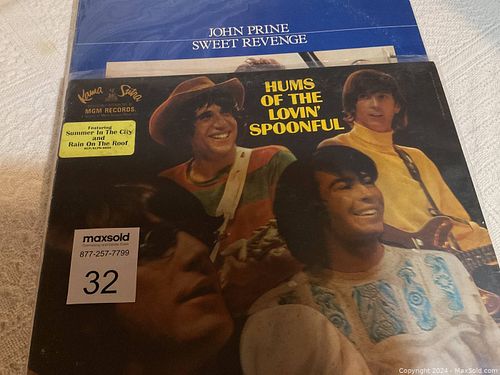 JOHN PRINE
SWEET REVENGE
Kama Sutra
MGM RECORDS
HUMS
OF THE
LOVIN'
SPOONFUL
Featuring
Summer In The City
and
Rain On The Roof
maxsold
877-257-7799
32
Copyright 2024 - MaxSold.com